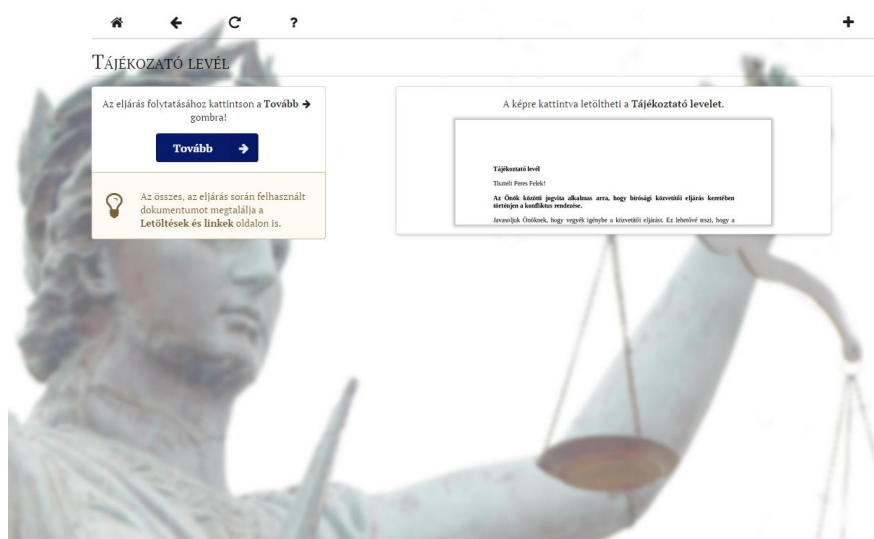 ?
Tájékoztató levél
Az eljárás folytatásához kattintson a Tovább →
gombra!
Tovább →
Az összes, az eljárás során felhasznált
dokumentumot megtalálja a
Letöltések és linkek oldalon is.
A képre kattintva letöltheti a Tájékoztató levelet.
Tájékoztató levél
Tisztelt Peres Felek!
Az Önök közötti jogvita alkalmas arra, hogy bírósági közvetítői eljárás keretében
történjen a konfliktus rendezése.
Javasoljuk Önöknek, hogy vegyék igénybe a közvetítői eljárást. Ez lehetővé teszi, hogy a